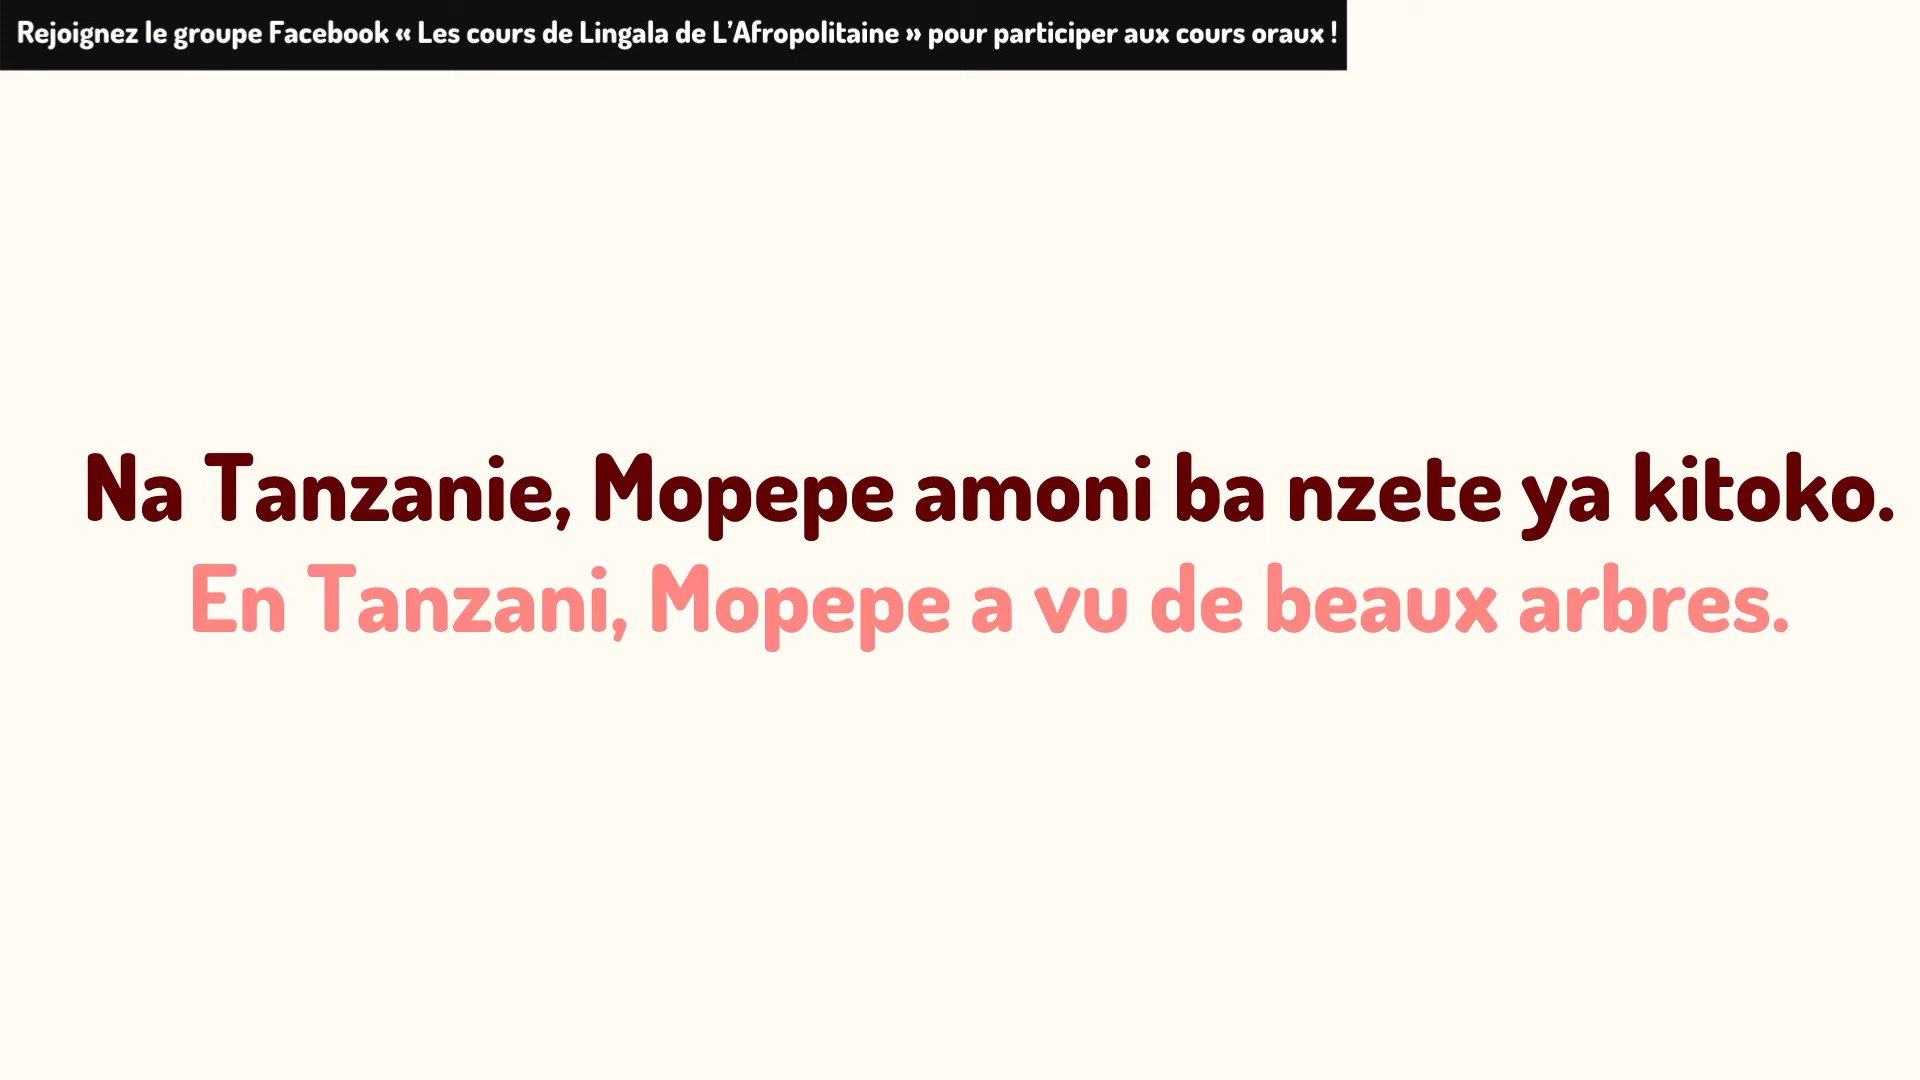 Rejoignez le groupe Facebook « Les cours de Lingala de L’Afropolitaine » pour participer aux cours oraux !
Na Tanzanie, Mopepe amoni ba nzete ya kitoko.
En Tanzani, Mopepe a vu de beaux arbres.